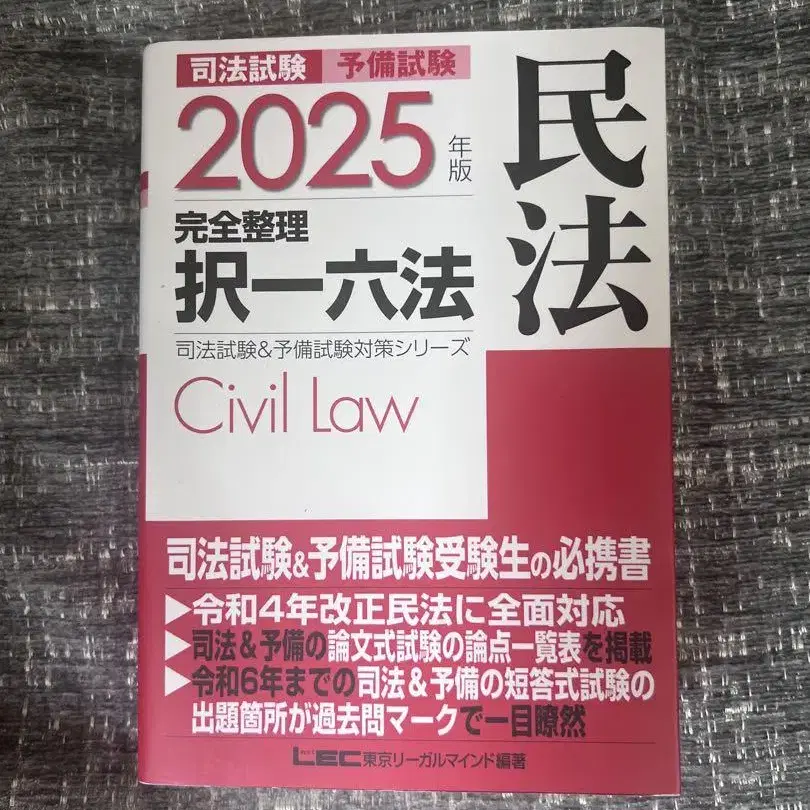 司法試験 予備試験
2025年版
民法
完全整理
択一六法
司法試験&予備試験対策シリーズ
Civil Law
司法試験&予備試験受験生の必携書
▶令和4年改正民法に全面対応
▶司法&予備の論文式試験の論点一覧表を掲載
▶令和6年までの司法&予備の短答式試験の
出題箇所が過去問マークで一目瞭然
LEC東京リーガルマインド編著